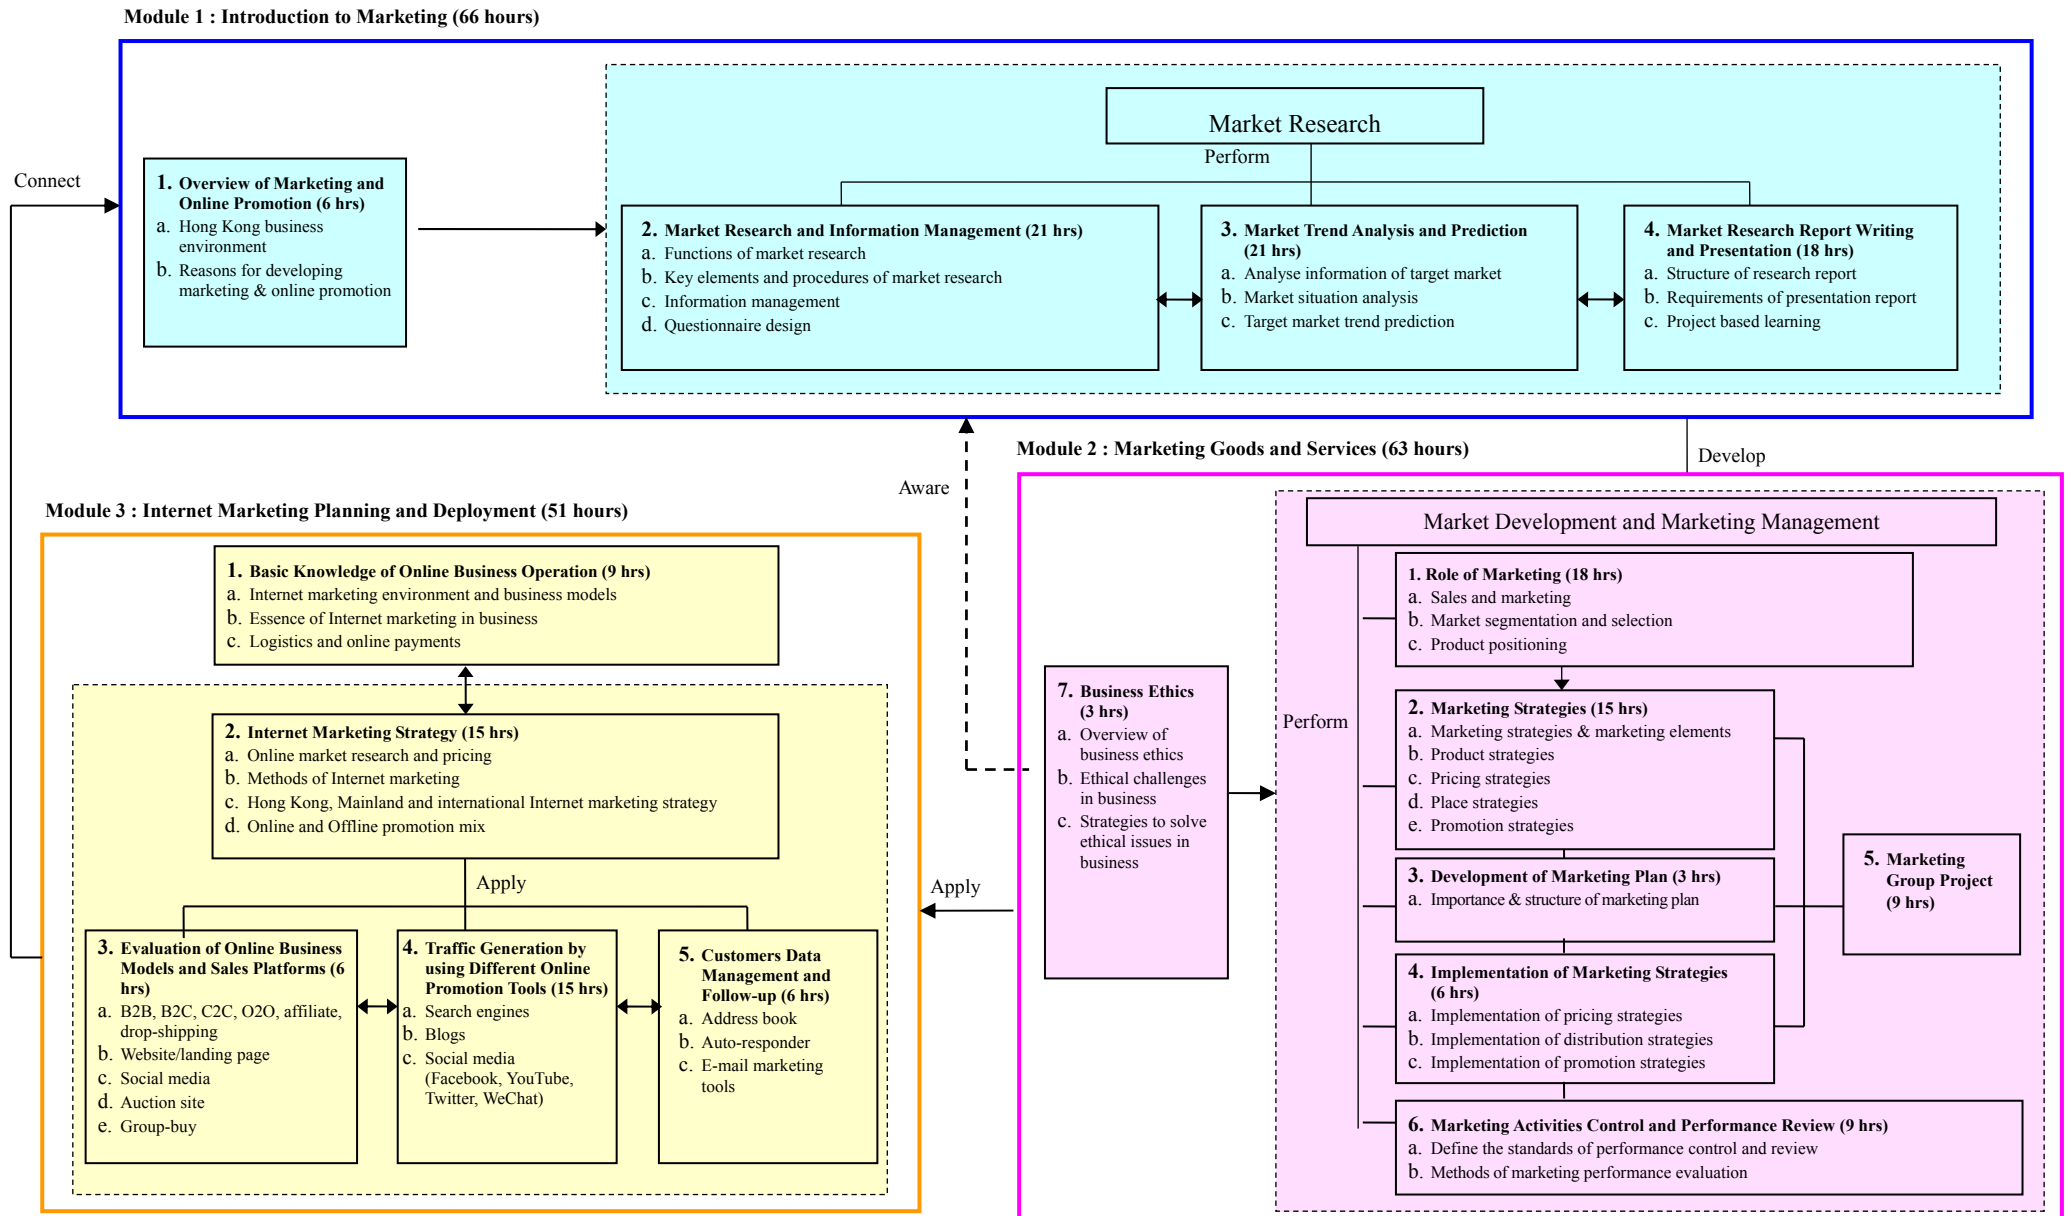 Module 1 : Introduction to Marketing (66 hours)
Connect
1. Overview of Marketing and
Online Promotion (6 hrs)
a. Hong Kong business
environment
b. Reasons for developing
marketing & online promotion
Market Research
Perform
2. Market Research and Information Management (21 hrs)
a. Functions of market research
b. Key elements and procedures of market research
c. Information management
d. Questionnaire design
3. Market Trend Analysis and Prediction
(21 hrs)
a. Analyse information of target market
b. Market situation analysis
c. Target market trend prediction
4. Market Research Report Writing
and Presentation (18 hrs)
a. Structure of research report
b. Requirements of presentation report
c. Project based learning
Aware
Develop
Module 2 : Marketing Goods and Services (63 hours)
Market Development and Marketing Management
Perform
1. Role of Marketing (18 hrs)
a. Sales and marketing
b. Market segmentation and selection
c. Product positioning
2. Marketing Strategies (15 hrs)
a. Marketing strategies & marketing elements
b. Product strategies
c. Pricing strategies
d. Place strategies
e. Promotion strategies
3. Development of Marketing Plan (3 hrs)
a. Importance & structure of marketing plan
4. Implementation of Marketing Strategies
(6 hrs)
a. Implementation of pricing strategies
b. Implementation of distribution strategies
c. Implementation of promotion strategies
5. Marketing
Group Project
(9 hrs)
6. Marketing Activities Control and Performance Review (9 hrs)
a. Define the standards of performance control and review
b. Methods of marketing performance evaluation
7. Business Ethics
(3 hrs)
a. Overview of
business ethics
b. Ethical challenges
in business
c. Strategies to solve
ethical issues in
business
Apply
Module 3 : Internet Marketing Planning and Deployment (51 hours)
1. Basic Knowledge of Online Business Operation (9 hrs)
a. Internet marketing environment and business models
b. Essence of Internet marketing in business
c. Logistics and online payments
2. Internet Marketing Strategy (15 hrs)
a. Online market research and pricing
b. Methods of Internet marketing
c. Hong Kong, Mainland and international Internet marketing strategy
d. Online and Offline promotion mix
Apply
3. Evaluation of Online Business
Models and Sales Platforms (6
hrs)
a. B2B, B2C, C2C, O2O, affiliate,
drop-shipping
b. Website/landing page
c. Social media
d. Auction site
e. Group-buy
4. Traffic Generation by
using Different Online
Promotion Tools (15 hrs)
a. Search engines
b. Blogs
c. Social media
(Facebook, YouTube,
Twitter, WeChat)
5. Customers Data
Management and
Follow-up (6 hrs)
a. Address book
b. Auto-responder
c. E-mail marketing
tools